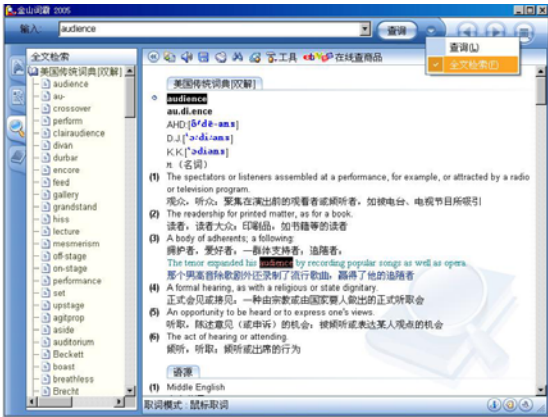 金山词霸 2005
输入: audience 查询
查询(L)
全文检索(F)
全文检索
美国传统词典[双解]
audience
au-
crossover
perform
clairaudience
divan
durbar
encore
feed
gallery
grandstand
hiss
lecture
mesmerism
off-stage
on-stage
performance
set
upstage
agitprop
aside
auditorium
Beckett
boast
breathless
Brecht
工具 在线查商品
美国传统词典[双解]
audience
au.di.ence
AHD:
D.J.
K.K.
n.（名词）
(1) The spectators or listeners assembled at a performance, for example, or attracted by a radio
or television program.
观众，听众：聚集在演出前的观看者或倾听者，如被电台、电视节目所吸引
(2) The readership for printed matter, as for a book.
读者，读者大众：印刷品，如书籍等的读者
(3) A body of adherents; a following:
拥护者，爱好者，一群体支持者；追随者：
The tenor expanded his audience by recording popular songs as well as opera.
那个男高音除歌剧外还录制了流行歌曲，赢得了他的追随者
(4) A formal hearing, as with a religious or state dignitary.
正式会见或接见：一种由宗教或由国家要人做出的正式听取会
(5) An opportunity to be heard or to express one's views.
听取，陈述意见（或申诉）的机会：被倾听或表达某人观点的机会
(6) The act of hearing or attending.
倾听，听取：倾听或出席的行为
语源
(1) Middle English
取词模式：鼠标取词